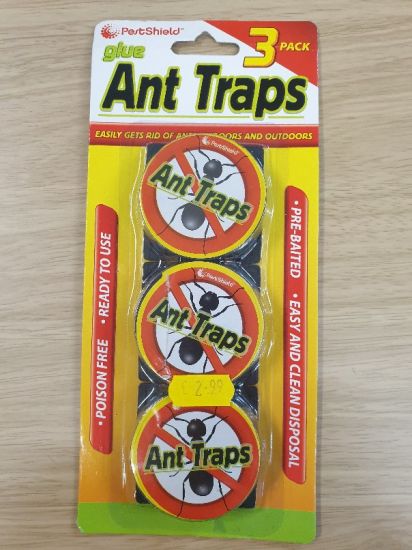 PestShield™
3-PACK
glue
Ant Traps
EASILY GETS RID OF ANTS INDOORS AND OUTDOORS
PestShield
Ant Traps
• POISON FREE • READY TO USE
• PRE-BAITED • EASY AND CLEAN DISPOSAL
PestShield
Ant Traps
£2.99
Ant Traps